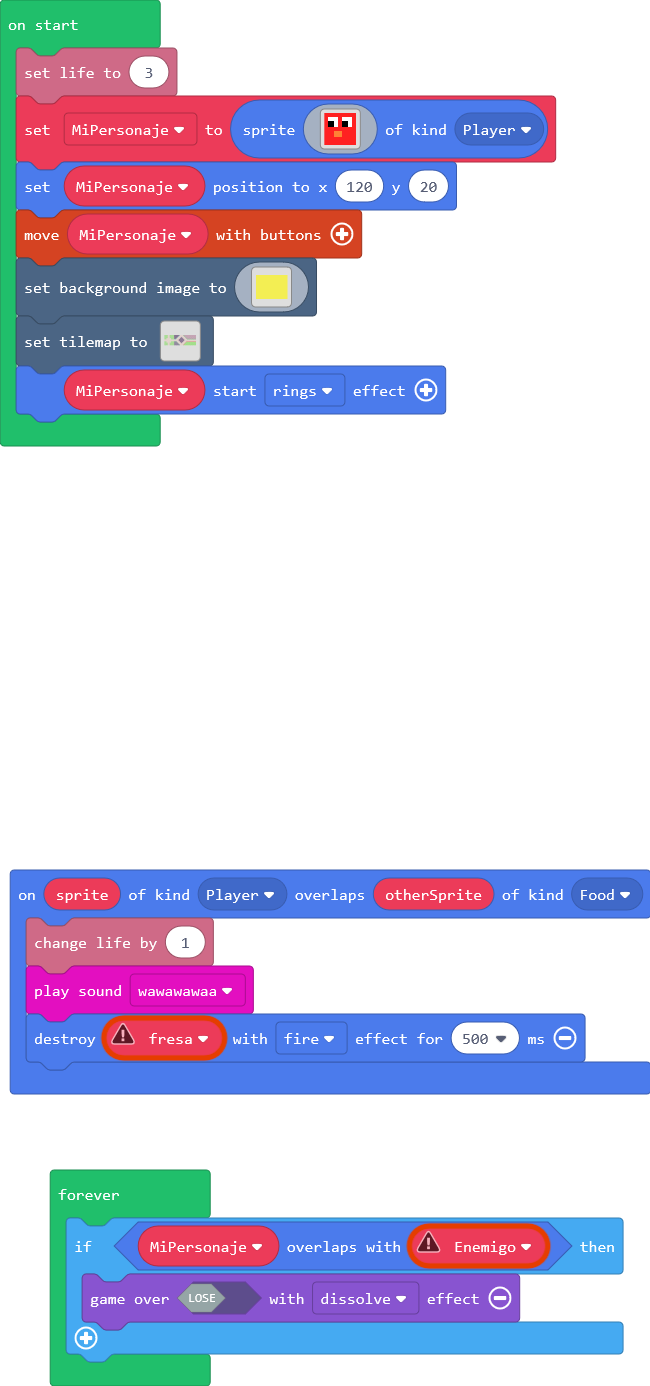 on start
set life to 3
set MiPersonaje to sprite of kind Player
set MiPersonaje position to x 120 y 20
move MiPersonaje with buttons
set background image to
set tilemap to
MiPersonaje start rings effect
on sprite of kind Player overlaps otherSprite of kind Food
change life by 1
play sound wawawawaa
destroy fresa with fire effect for 500 ms
forever
if MiPersonaje overlaps with Enemigo then
game over LOSE with dissolve effect